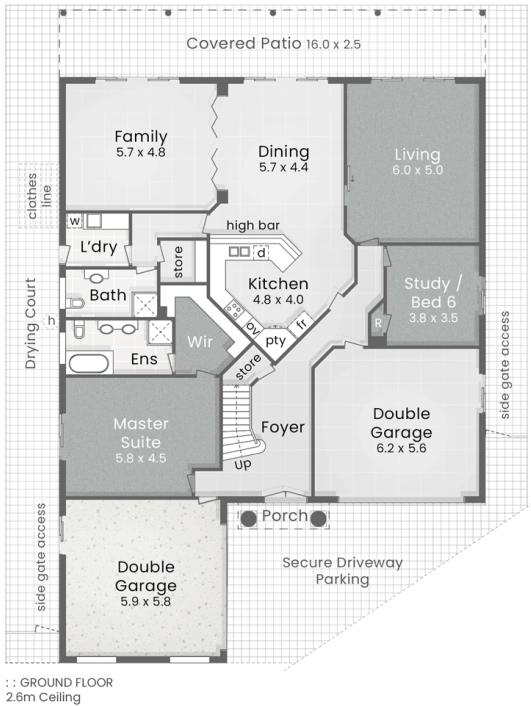 Covered Patio 16.0 x 2.5
Family
5.7 x 4.8
Dining
5.7 x 4.4
Living
6.0 x 5.0
clothes
line
w
L'dry
store
high bar
d
Kitchen
4.8 x 4.0
Study /
Bed 6
3.8 x 3.5
Bath
Drying Court
h
ov
pty
fr
R
Wir
Ens
store
side gate access
Master
Suite
5.8 x 4.5
Foyer
Up
Double
Garage
6.2 x 5.6
Porch
side gate access
Double
Garage
5.9 x 5.8
Secure Driveway
Parking
: : GROUND FLOOR
2.6m Ceiling